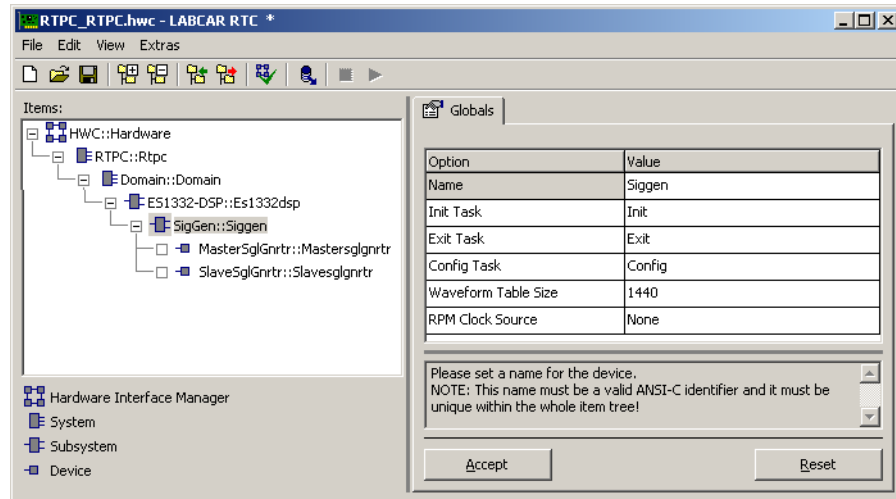 RTPC_RTPC.hwc - LABCAR RTC *
File Edit View Extras
Items:
HWC::Hardware
RTPC::Rtpc
Domain::Domain
ES1332-DSP::Es1332dsp
SigGen::Siggen
MasterSglGnrtr::Mastersglgnrtr
SlaveSglGnrtr::Slavesglgnrtr
Hardware Interface Manager
System
Subsystem
Device
Globals
Option Value
Name Siggen
Init Task Init
Exit Task Exit
Config Task Config
Waveform Table Size 1440
RPM Clock Source None
Please set a name for the device.
NOTE: This name must be a valid ANSI-C identifier and it must be
unique within the whole item tree!
Accept Reset